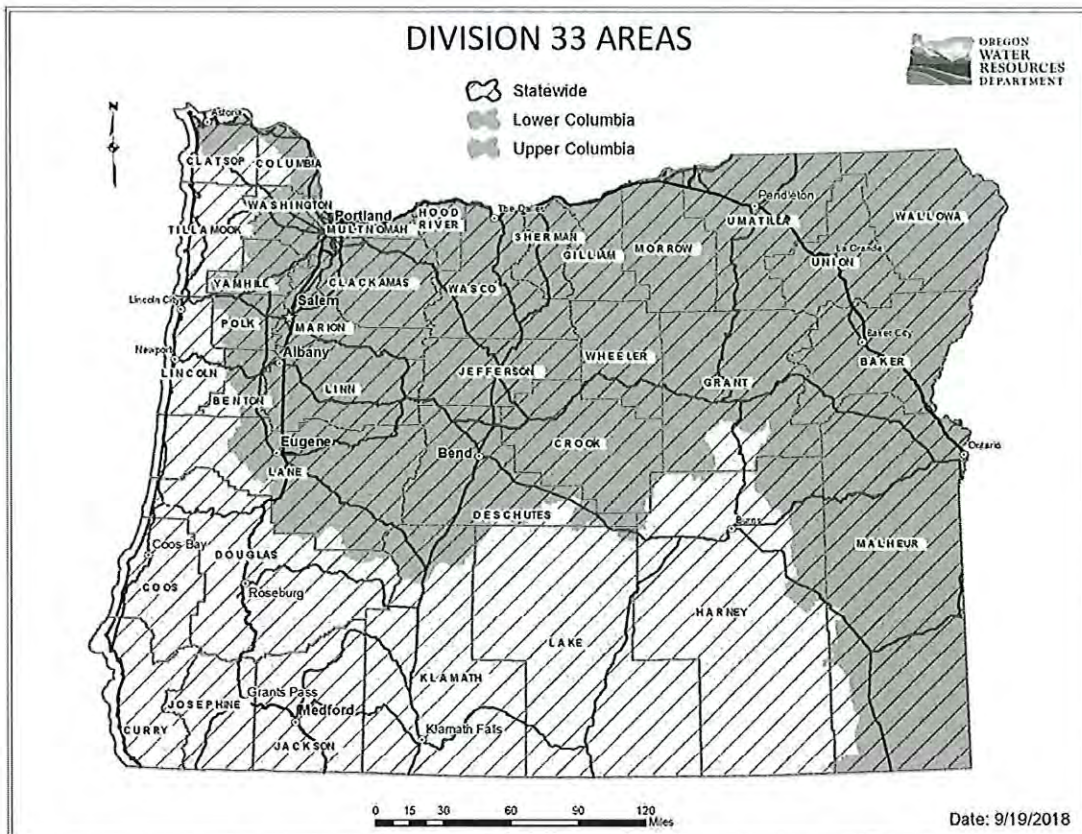 DIVISION 33 AREAS
OREGON
WATER
RESOURCES
DEPARTMENT
Statewide
Lower Columbia
Upper Columbia
N
Astoria
CLATSOP
COLUMBIA
WASHINGTON
Portland
MULTNOMAH
HOOD
RIVER
The Dalles
Pendleton
UMATILLA
WALLOWA
TILLAMOOK
SHERMAN
GILLIAM
MORROW
La Grande
UNION
YAMHILL
CLACKAMAS
WASCO
Lincoln City
Salem
POLK
MARION
Baker City
Newport
Albany
WHEELER
BAKER
LINCOLN
JEFFERSON
GRANT
BENTON
LINN
Eugene
CROOK
Bend
Ontario
LANE
DESCHUTES
Burns
Coos Bay
DOUGLAS
MALHEUR
COOS
Roseburg
HARNEY
LAKE
KLAMATH
Grants Pass
JOSEPHINE
Medford
CURRY
Klamath Falls
JACKSON
0 15 30 60 90 120
Miles
Date: 9/19/2018